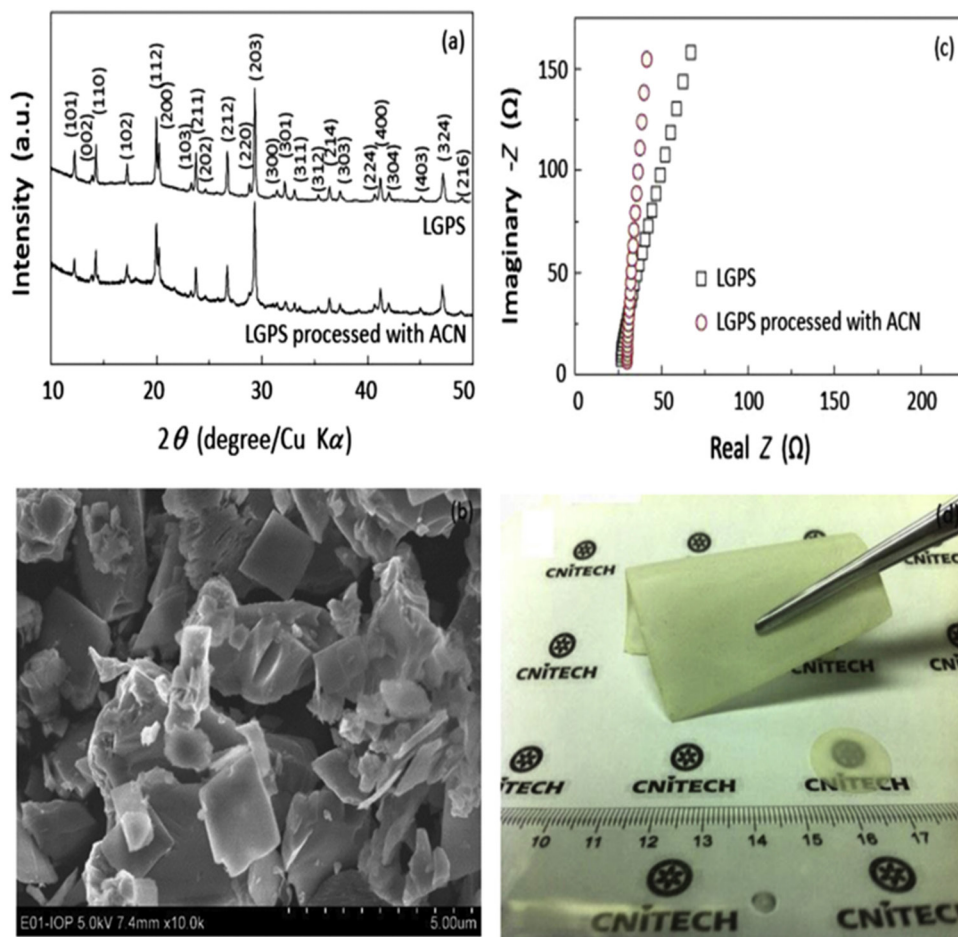 (a)
Intensity (a.u.)
(101)
(002)
(110)
(102)
(112)
(200)
(103)
(211)
(202)
(212)
(220)
(203)
(300)
(301)
(311)
(312)
(214)
(303)
(224)
(400)
(304)
(403)
(324)
(216)
LGPS
LGPS processed with ACN
10 20 30 40 50
2θ (degree/Cu Kα)
(c)
Imaginary -Z (Ω)
150
100
50
0
LGPS
LGPS processed with ACN
0 50 100 150 200
Real Z (Ω)
(b)
E01-IOP 5.0kV 7.4mm x10.0k 5.00um
(d)
CNiTECH
CNiTECH
CNiTECH
CNiTECH
CNiTECH
CNiTECH
10 11 12 13 14 15 16 17
CNiTECH
CNiTECH